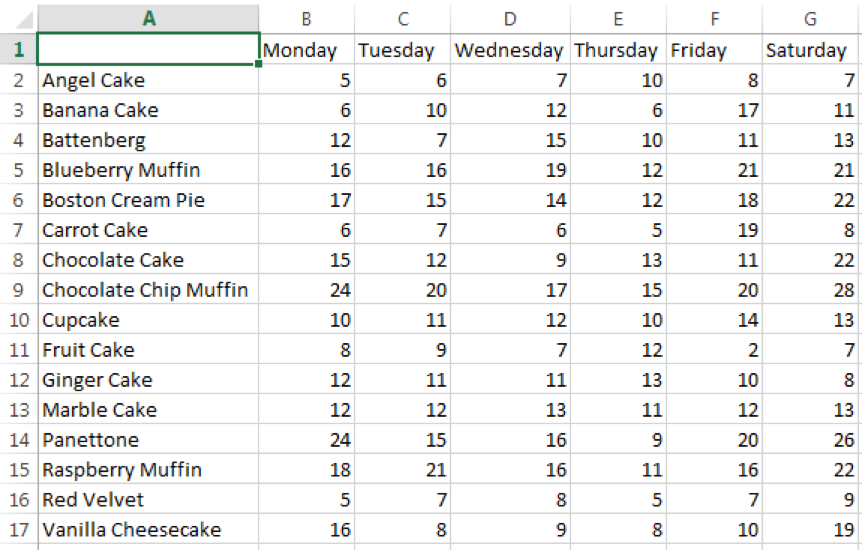 A B C D E F G
1 Monday Tuesday Wednesday Thursday Friday Saturday
2 Angel Cake 5 6 7 10 8 7
3 Banana Cake 6 10 12 6 17 11
4 Battenberg 12 7 15 10 11 13
5 Blueberry Muffin 16 16 19 12 21 21
6 Boston Cream Pie 17 15 14 12 18 22
7 Carrot Cake 6 7 6 5 19 8
8 Chocolate Cake 15 12 9 13 11 22
9 Chocolate Chip Muffin 24 20 17 15 20 28
10 Cupcake 10 11 12 10 14 13
11 Fruit Cake 8 9 7 12 2 7
12 Ginger Cake 12 11 11 13 10 8
13 Marble Cake 12 12 13 11 12 13
14 Panettone 24 15 16 9 20 26
15 Raspberry Muffin 18 21 16 11 16 22
16 Red Velvet 5 7 8 5 7 9
17 Vanilla Cheesecake 16 8 9 8 10 19